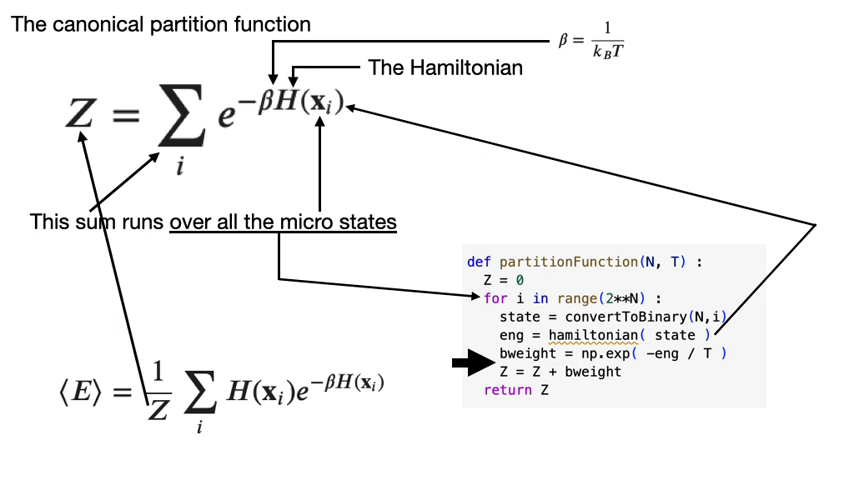 The canonical partition function
β = 1 / k_B T
The Hamiltonian
Z = ∑_i e^{−βH(𝐱_i)}
This sum runs over all the micro states
def partitionFunction(N, T) :
Z = 0
for i in range(2**N) :
state = convertToBinary(N,i)
eng = hamiltonian( state )
bweight = np.exp( -eng / T )
Z = Z + bweight
return Z
⟨E⟩ = 1/Z ∑_i H(𝐱_i)e^{−βH(𝐱_i)}